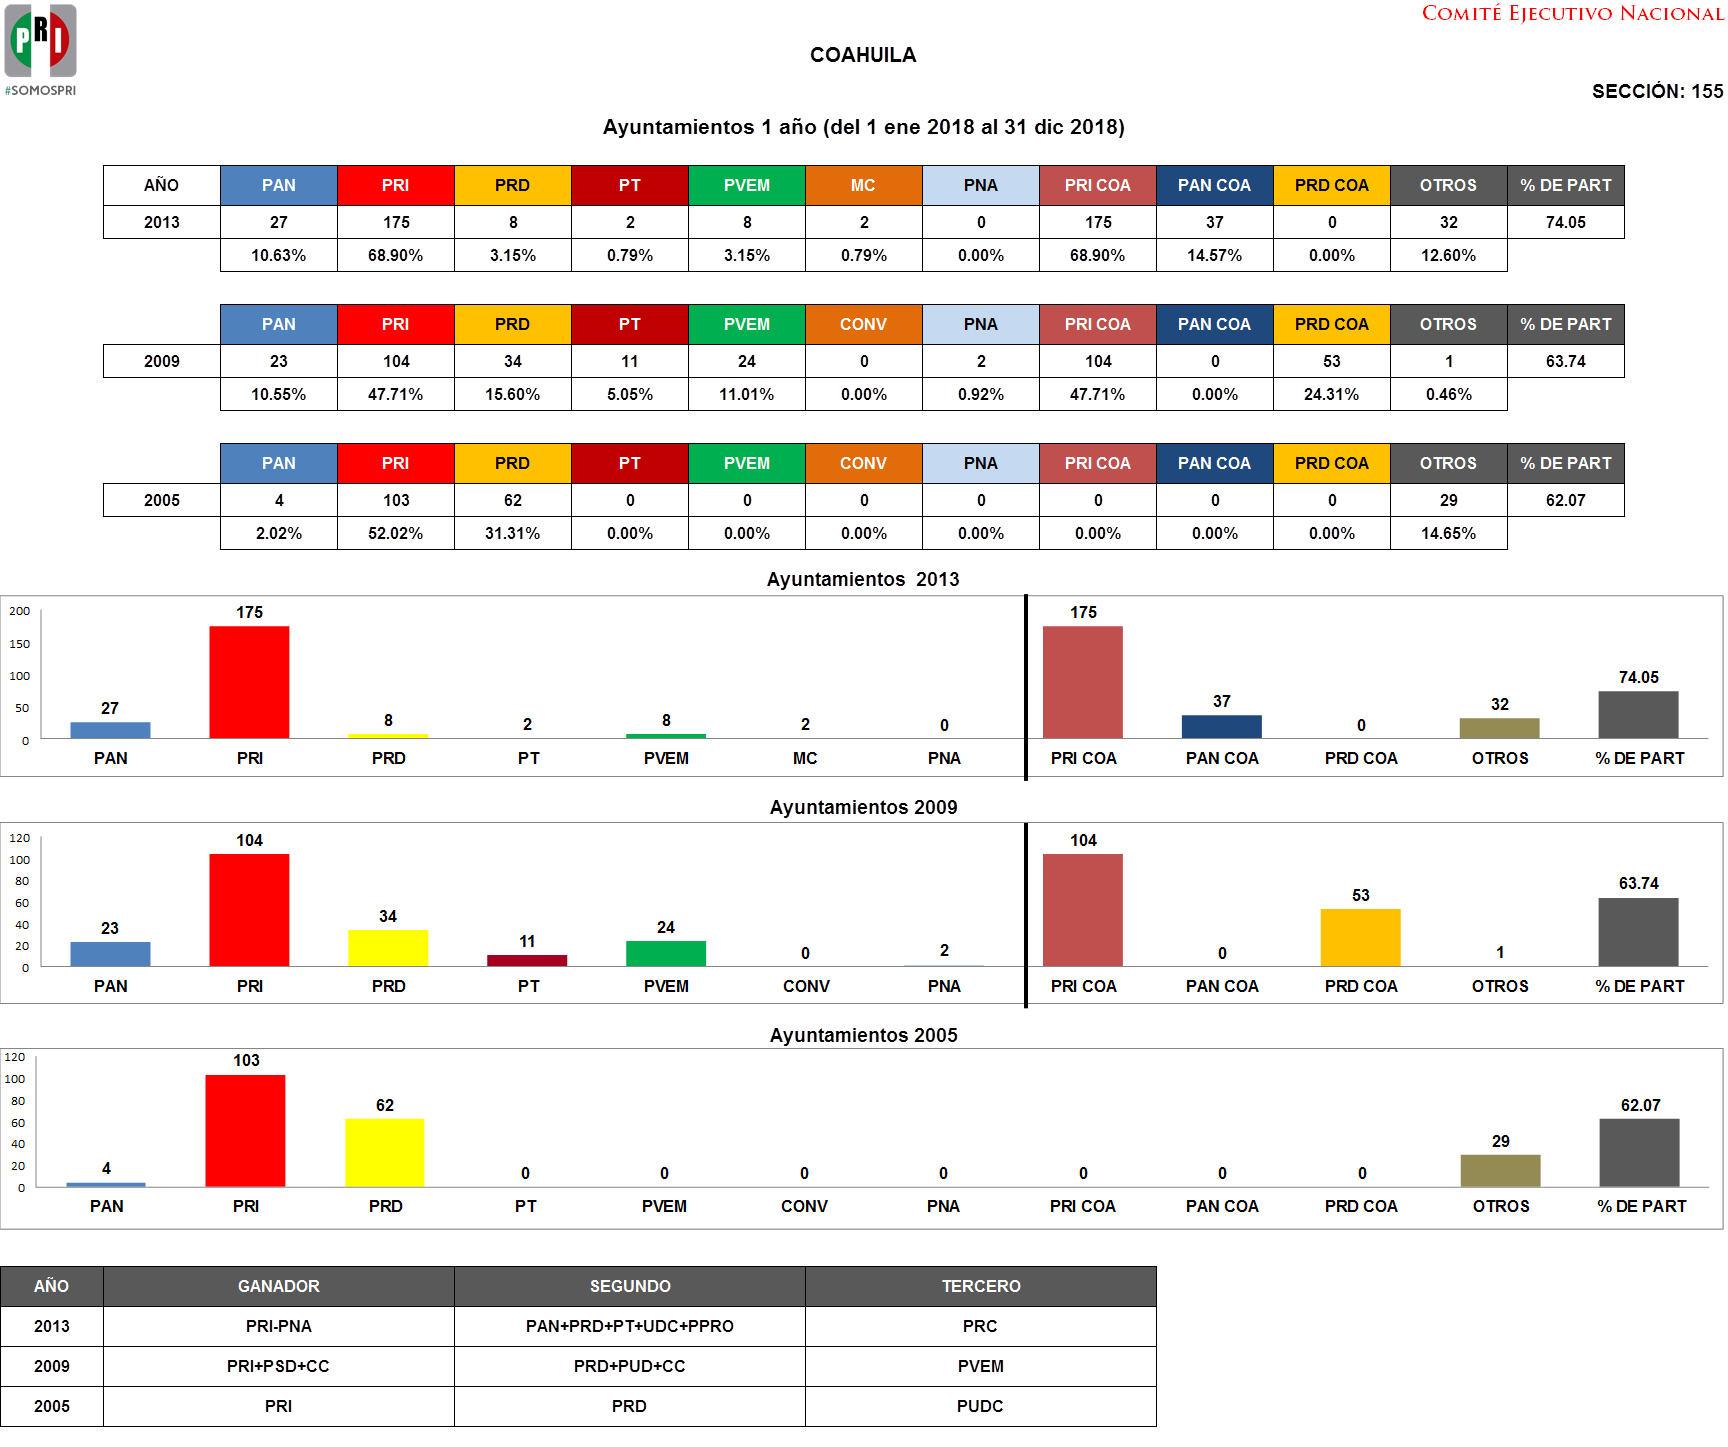 COMITÉ EJECUTIVO NACIONAL
PRI
#SOMOSPRI
COAHUILA
SECCIÓN: 155
Ayuntamientos 1 año (del 1 ene 2018 al 31 dic 2018)
AÑO PAN PRI PRD PT PVEM MC PNA PRI COA PAN COA PRD COA OTROS % DE PART
2013 27 175 8 2 8 2 0 175 37 0 32 74.05
10.63% 68.90% 3.15% 0.79% 3.15% 0.79% 0.00% 68.90% 14.57% 0.00% 12.60%
PAN PRI PRD PT PVEM CONV PNA PRI COA PAN COA PRD COA OTROS % DE PART
2009 23 104 34 11 24 0 2 104 0 53 1 63.74
10.55% 47.71% 15.60% 5.05% 11.01% 0.00% 0.92% 47.71% 0.00% 24.31% 0.46%
PAN PRI PRD PT PVEM CONV PNA PRI COA PAN COA PRD COA OTROS % DE PART
2005 4 103 62 0 0 0 0 0 0 0 29 62.07
2.02% 52.02% 31.31% 0.00% 0.00% 0.00% 0.00% 0.00% 0.00% 0.00% 14.65%
Ayuntamientos 2013
200
150
100
50
0
27 175 8 2 8 2 0 175 37 0 32 74.05
PAN PRI PRD PT PVEM MC PNA PRI COA PAN COA PRD COA OTROS % DE PART
Ayuntamientos 2009
120
100
80
60
40
20
0
23 104 34 11 24 0 2 104 0 53 1 63.74
PAN PRI PRD PT PVEM CONV PNA PRI COA PAN COA PRD COA OTROS % DE PART
Ayuntamientos 2005
120
100
80
60
40
20
0
4 103 62 0 0 0 0 0 0 0 29 62.07
PAN PRI PRD PT PVEM CONV PNA PRI COA PAN COA PRD COA OTROS % DE PART
AÑO GANADOR SEGUNDO TERCERO
2013 PRI-PNA PAN+PRD+PT+UDC+PPRO PRC
2009 PRI+PSD+CC PRD+PUD+CC PVEM
2005 PRI PRD PUDC